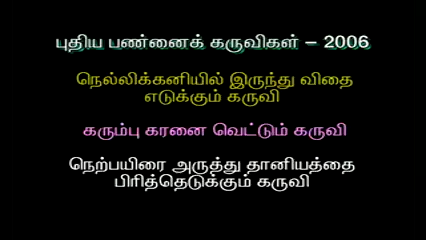 புதிய பண்னைக் கருவிகள் – 2006
நெல்லிக்கனியில் இருந்து விதை
எடுக்கும் கருவி
கரும்பு கரனை வெட்டும் கருவி
நெற்பயிரை அருத்து தானியத்தை
பிரித்தெடுக்கும் கருவி